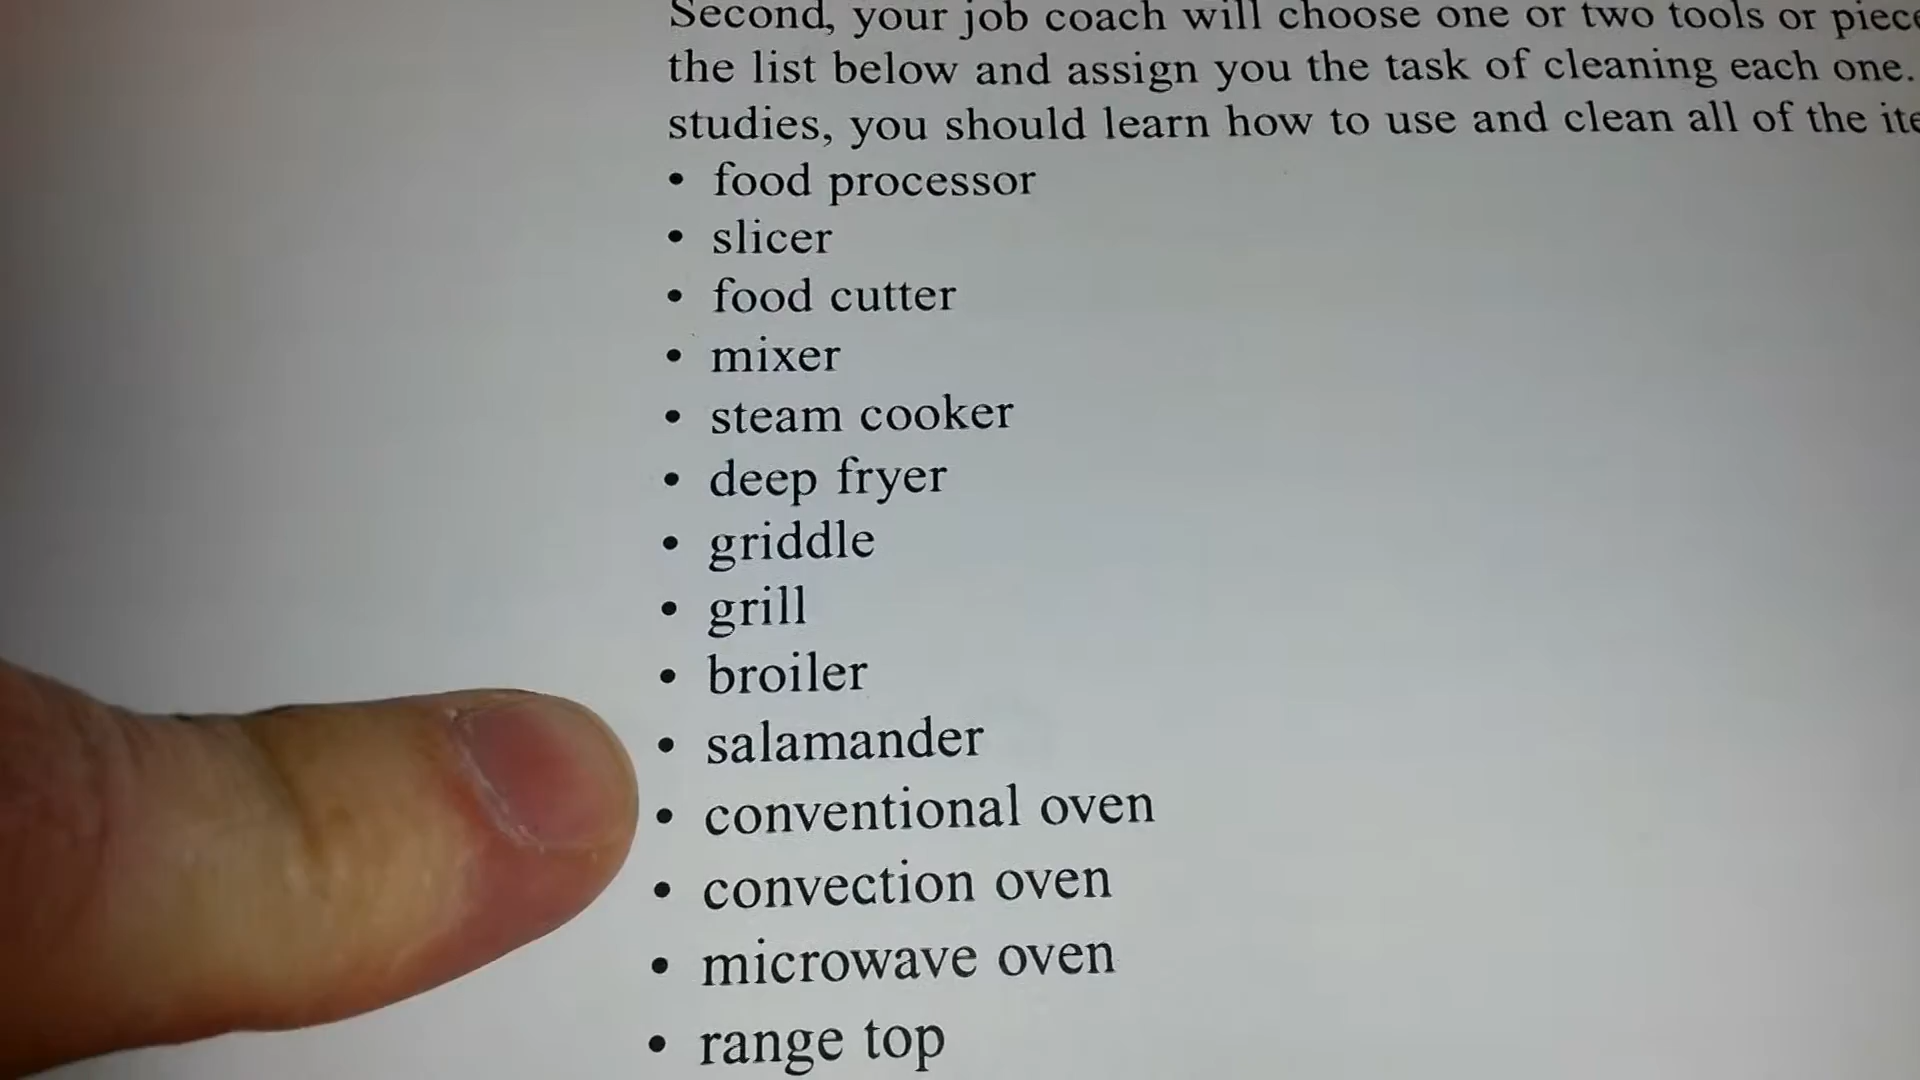 Second, your job coach will choose one or two tools or
the list below and assign you the task of cleaning each one.
studies, you should learn how to use and clean all of the
• food processor
• slicer
• food cutter
• mixer
• steam cooker
• deep fryer
• griddle
• grill
• broiler
• salamander
• conventional oven
• convection oven
• microwave oven
• range top